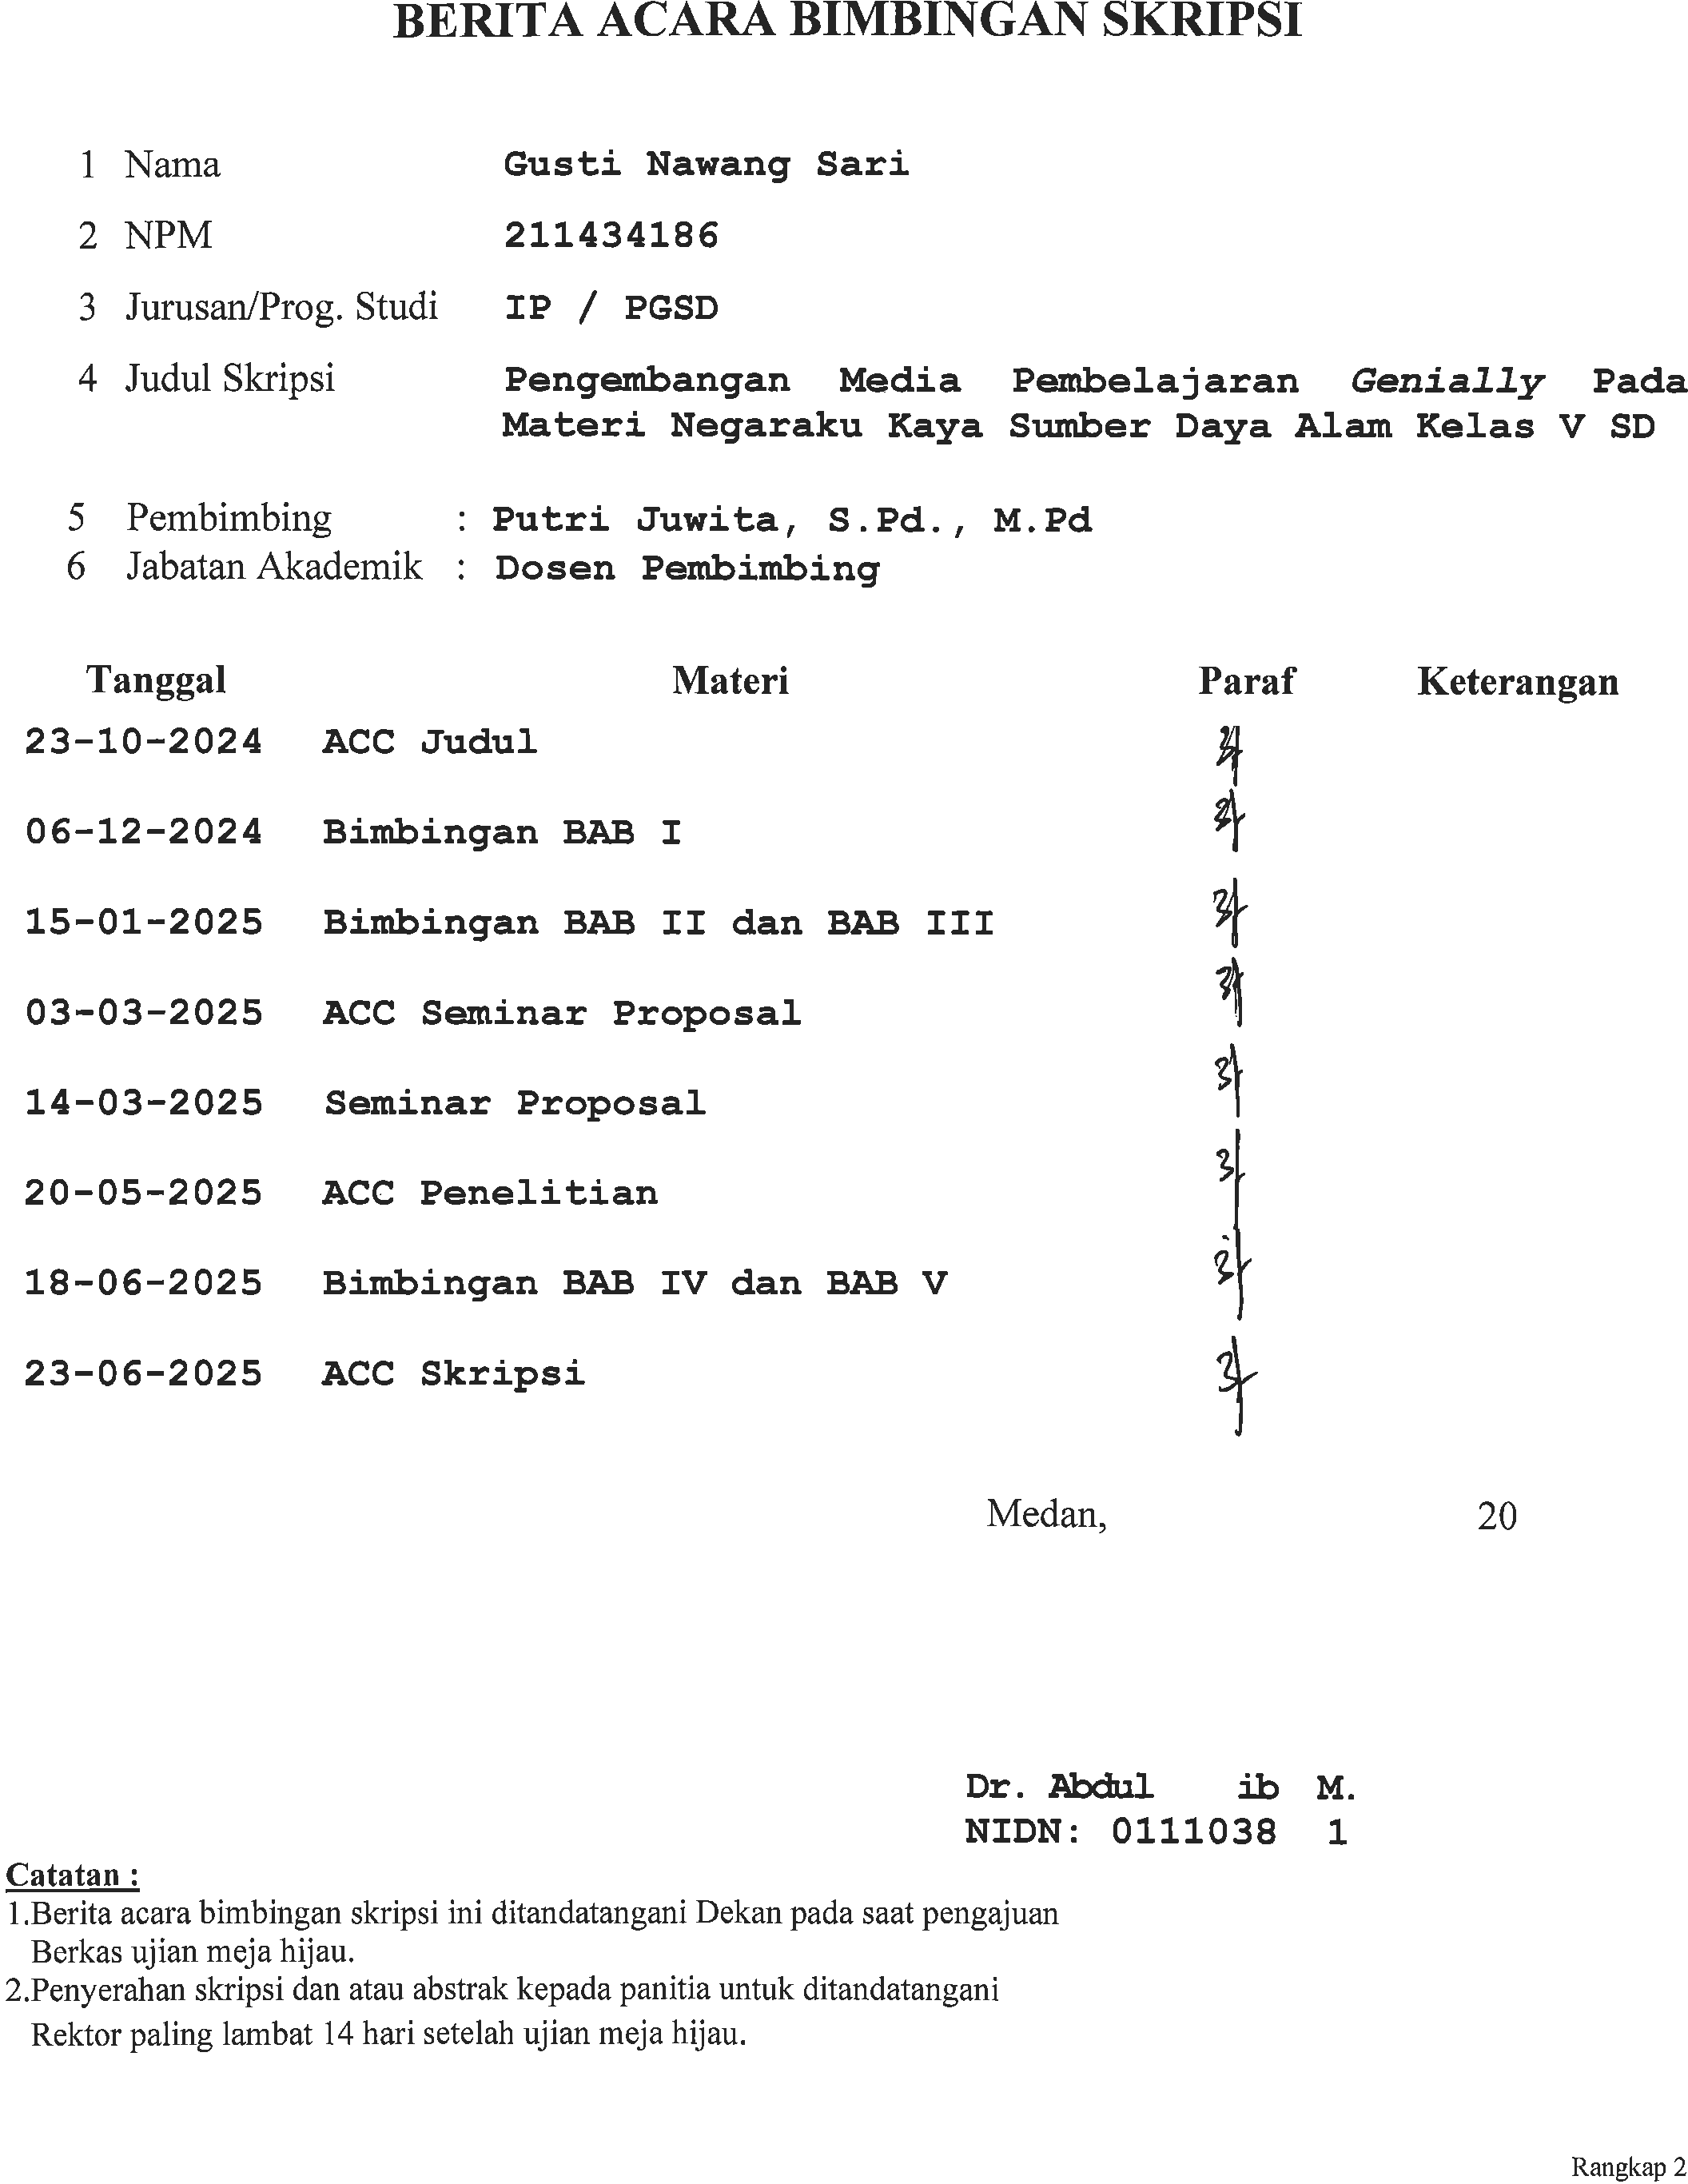 BERITA ACARA BIMBINGAN SKRIPSI
1 Nama Gusti Nawang Sari
2 NPM 211434186
3 Jurusan/Prog. Studi IP / PGSD
4 Judul Skripsi Pengembangan Media Pembelajaran Genially Pada
Materi Negaraku Kaya Sumber Daya Alam Kelas V SD
5 Pembimbing : Putri Juwita, S.Pd., M.Pd
6 Jabatan Akademik : Dosen Pembimbing
Tanggal Materi Paraf Keterangan
23-10-2024 ACC Judul
06-12-2024 Bimbingan BAB I
15-01-2025 Bimbingan BAB II dan BAB III
03-03-2025 ACC Seminar Proposal
14-03-2025 Seminar Proposal
20-05-2025 ACC Penelitian
18-06-2025 Bimbingan BAB IV dan BAB V
23-06-2025 ACC Skripsi
Medan, 20
Dr. Abdul ib M.
NIDN: 0111038 1
Catatan :
1.Berita acara bimbingan skripsi ini ditandatangani Dekan pada saat pengajuan
Berkas ujian meja hijau.
2.Penyerahan skripsi dan atau abstrak kepada panitia untuk ditandatangani
Rektor paling lambat 14 hari setelah ujian meja hijau.
Rangkap 2